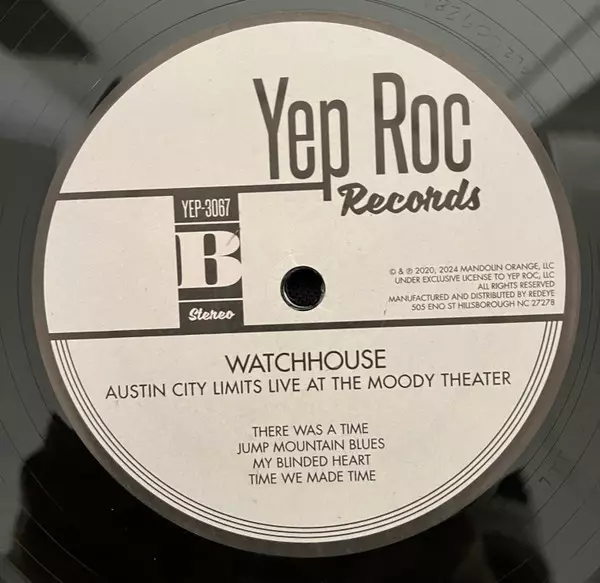 Yep Roc
Records
YEP-3067
B
Stereo
© & ℗ 2020, 2024 MANDOLIN ORANGE, LLC
UNDER EXCLUSIVE LICENSE TO YEP ROC, LLC
ALL RIGHTS RESERVED
MANUFACTURED AND DISTRIBUTED BY REDEYE
505 ENO ST HILLSBOROUGH NC 27278
WATCHHOUSE
AUSTIN CITY LIMITS LIVE AT THE MOODY THEATER
THERE WAS A TIME
JUMP MOUNTAIN BLUES
MY BLINDED HEART
TIME WE MADE TIME